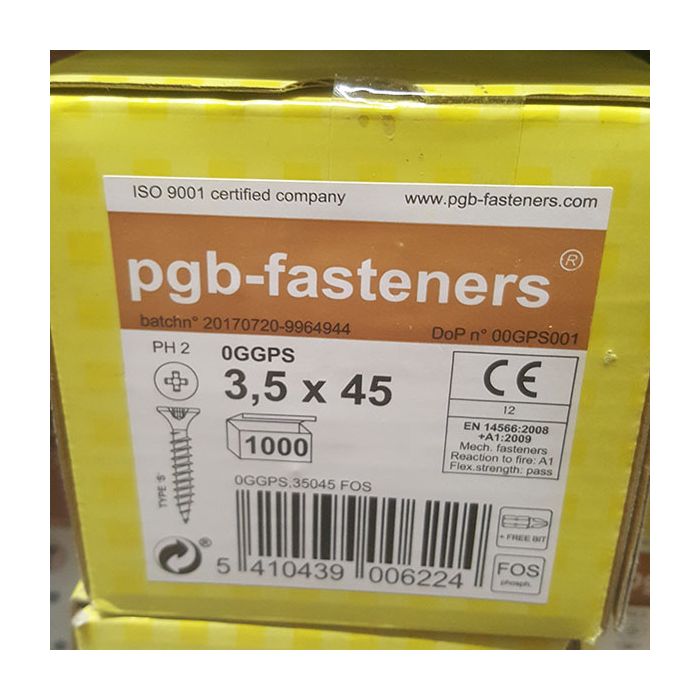 ISO 9001 certified company www.pgb-fasteners.com
pgb-fasteners ®
batchn° 20170720-9964944 DoP n° 00GPS001
PH 2
0GGPS
3,5 x 45
1000
TYPE 'S'
CE
12
EN 14566:2008
+A1:2009
Mech. fasteners
Reaction to fire: A1
Flex.strength: pass
0GGPS.35045 FOS
+ FREE BIT
®
5 410439 006224
FOS
phosph.